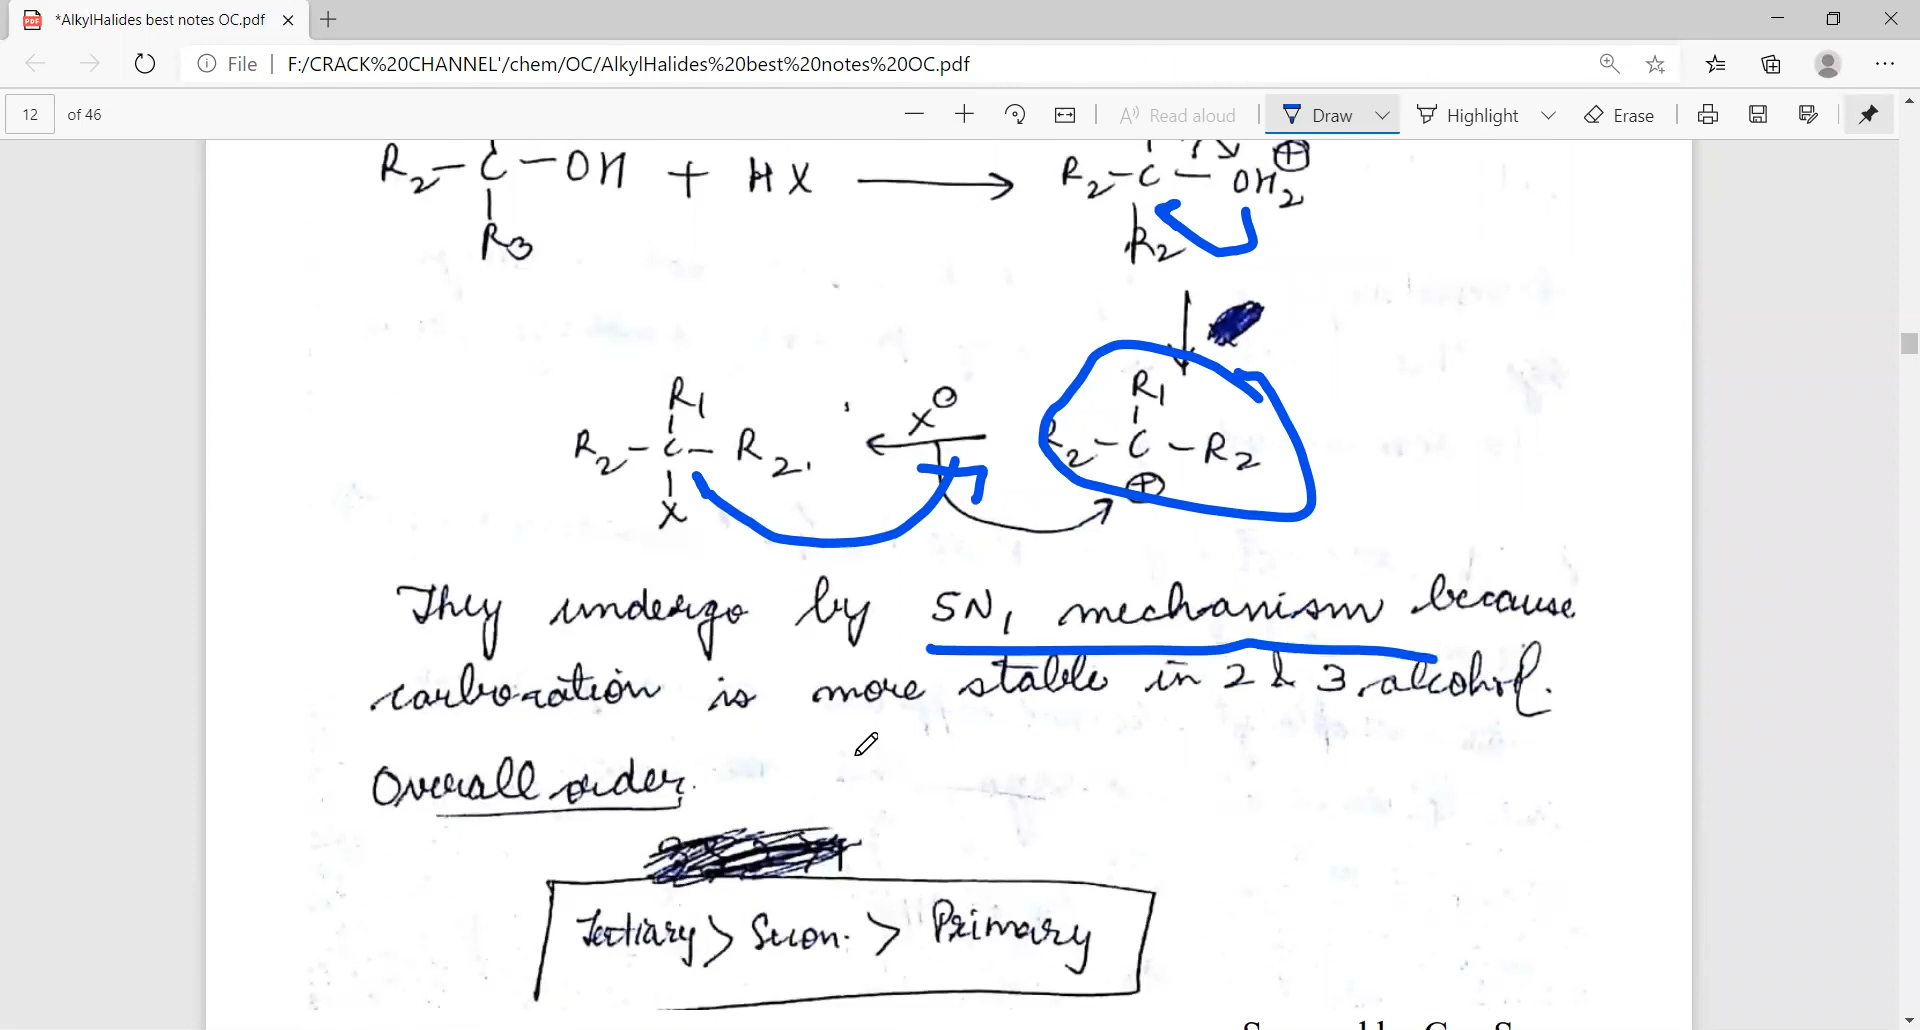 *AlkylHalides best notes OC.pdf
File | F:/CRACK%20CHANNEL'/chem/OC/AlkylHalides%20best%20notes%20OC.pdf
12 of 46
Read aloud
Draw
Highlight
Erase
R2–C–OH + HX ⟶ R2–C–OH2 ⊕
R3
R2
R1
X⊖
R1
R2–C–R2
R2–C–R2
X
⊕
They undergo by SN1 mechanism because
carbocation is more stable in 2 & 3 alcohol.
Overall order
Tertiary > Secon. > Primary